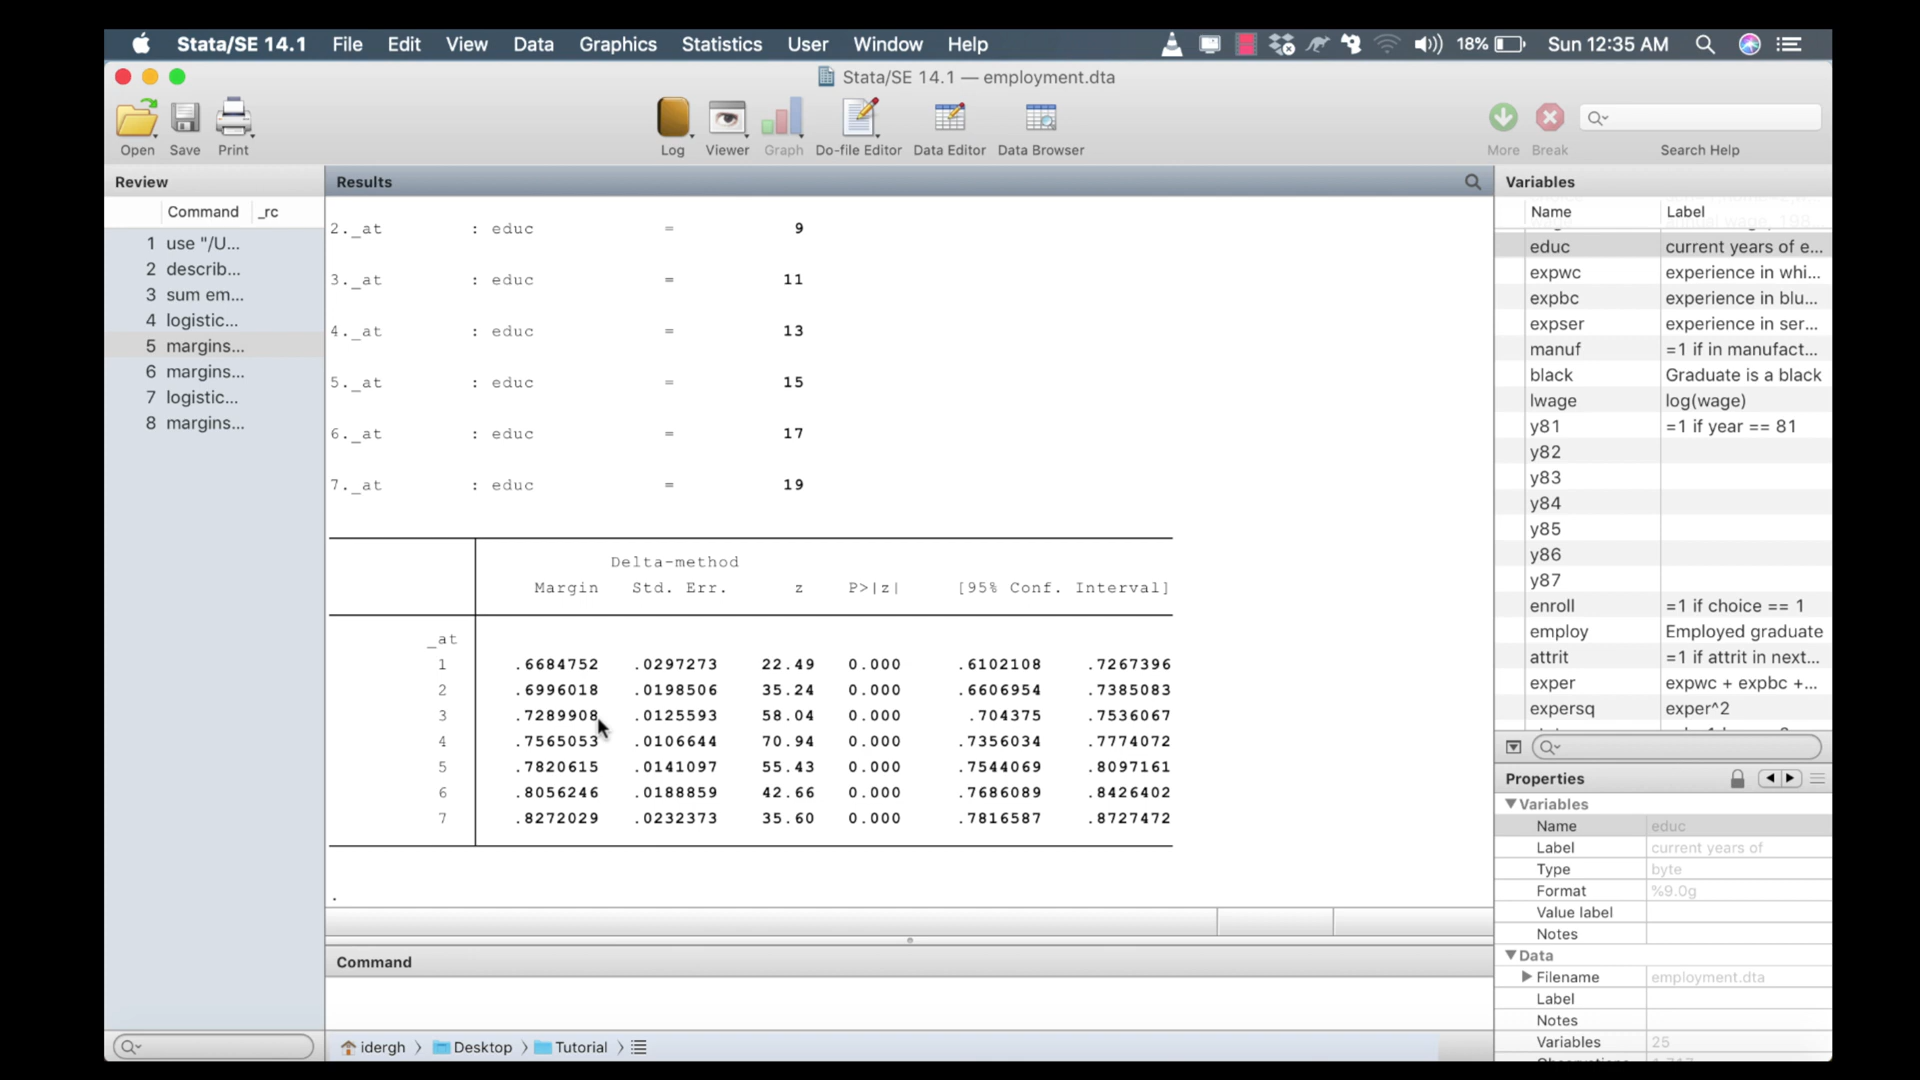 Stata/SE 14.1 File Edit View Data Graphics Statistics User Window Help 18% Sun 12:35 AM
Stata/SE 14.1 — employment.dta
Open Save Print Log Viewer Graph Do-file Editor Data Editor Data Browser More Break Search Help
Review
Command _rc
1 use "/U...
2 describ...
3 sum em...
4 logistic...
5 margins...
6 margins...
7 logistic...
8 margins...
Results
2._at : educ = 9
3._at : educ = 11
4._at : educ = 13
5._at : educ = 15
6._at : educ = 17
7._at : educ = 19
Delta-method
Margin Std. Err. z P>|z| [95% Conf. Interval]
_at
1 .6684752 .0297273 22.49 0.000 .6102108 .7267396
2 .6996018 .0198506 35.24 0.000 .6606954 .7385083
3 .7289908 .0125593 58.04 0.000 .704375 .7536067
4 .7565053 .0106644 70.94 0.000 .7356034 .7774072
5 .7820615 .0141097 55.43 0.000 .7544069 .8097161
6 .8056246 .0188859 42.66 0.000 .7686089 .8426402
7 .8272029 .0232373 35.60 0.000 .7816587 .8727472
.
Command
idergh Desktop Tutorial
Variables
Name Label
educ current years of e...
expwc experience in whi...
expbc experience in blu...
expser experience in ser...
manuf =1 if in manufact...
black Graduate is a black
lwage log(wage)
y81 =1 if year == 81
y82
y83
y84
y85
y86
y87
enroll =1 if choice == 1
employ Employed graduate
attrit =1 if attrit in next...
exper expwc + expbc +...
expersq exper^2
Properties
Variables
Name educ
Label current years of
Type byte
Format %9.0g
Value label
Notes
Data
Filename employment.dta
Label
Notes
Variables 25